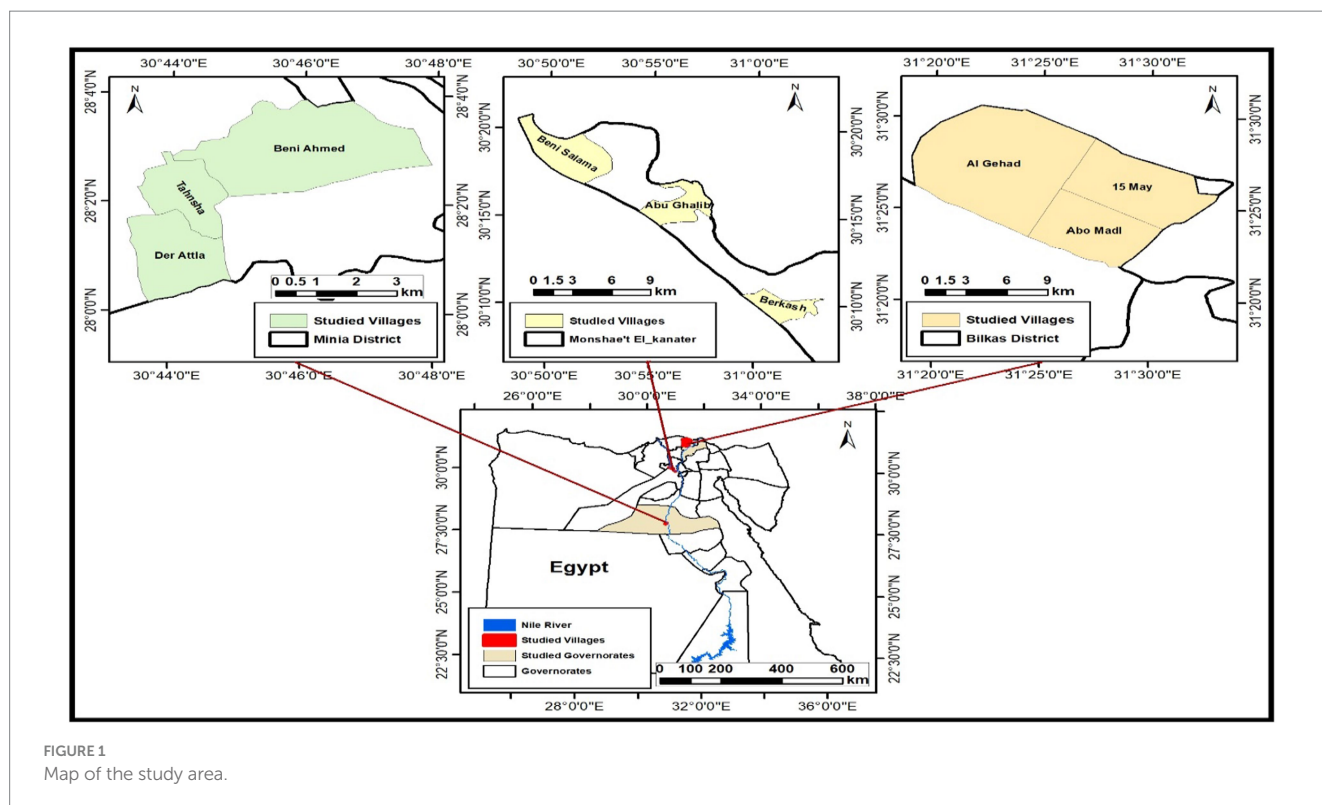 30°44'0"E 30°46'0"E 30°48'0"E
28°4'0"N
28°2'0"N
28°0'0"N
N
Beni Ahmed
Tahnsha
Der Attla
28°4'0"N
28°2'0"N
28°0'0"N
0 0.5 1 2 3
km
Studied Villages
Minia District
30°44'0"E 30°46'0"E 30°48'0"E
30°50'0"E 30°55'0"E 31°0'0"E
30°20'0"N
30°15'0"N
30°10'0"N
N
Beni Salama
Abu Ghalib
Berkash
30°20'0"N
30°15'0"N
30°10'0"N
0 1.5 3 6 9
km
Studied Villages
Monshae't El_kanater
30°50'0"E 30°55'0"E 31°0'0"E
31°20'0"E 31°25'0"E 31°30'0"E
31°30'0"N
31°25'0"N
31°20'0"N
N
Al Gehad
15 May
Abo Madl
31°30'0"N
31°25'0"N
31°20'0"N
0 1.5 3 6 9
km
Studied Villages
Bilkas District
31°20'0"E 31°25'0"E 31°30'0"E
26°0'0"E 30°0'0"E 34°0'0"E 38°0'0"E
30°0'0"N
27°30'0"N
25°0'0"N
22°30'0"N
N
Egypt
30°0'0"N
27°30'0"N
25°0'0"N
22°30'0"N
Nile River
Studied Villages
Studied Governorates
Governorates
0 100 200 400 600
km
28°0'0"E 32°0'0"E 36°0'0"E
FIGURE 1
Map of the study area.